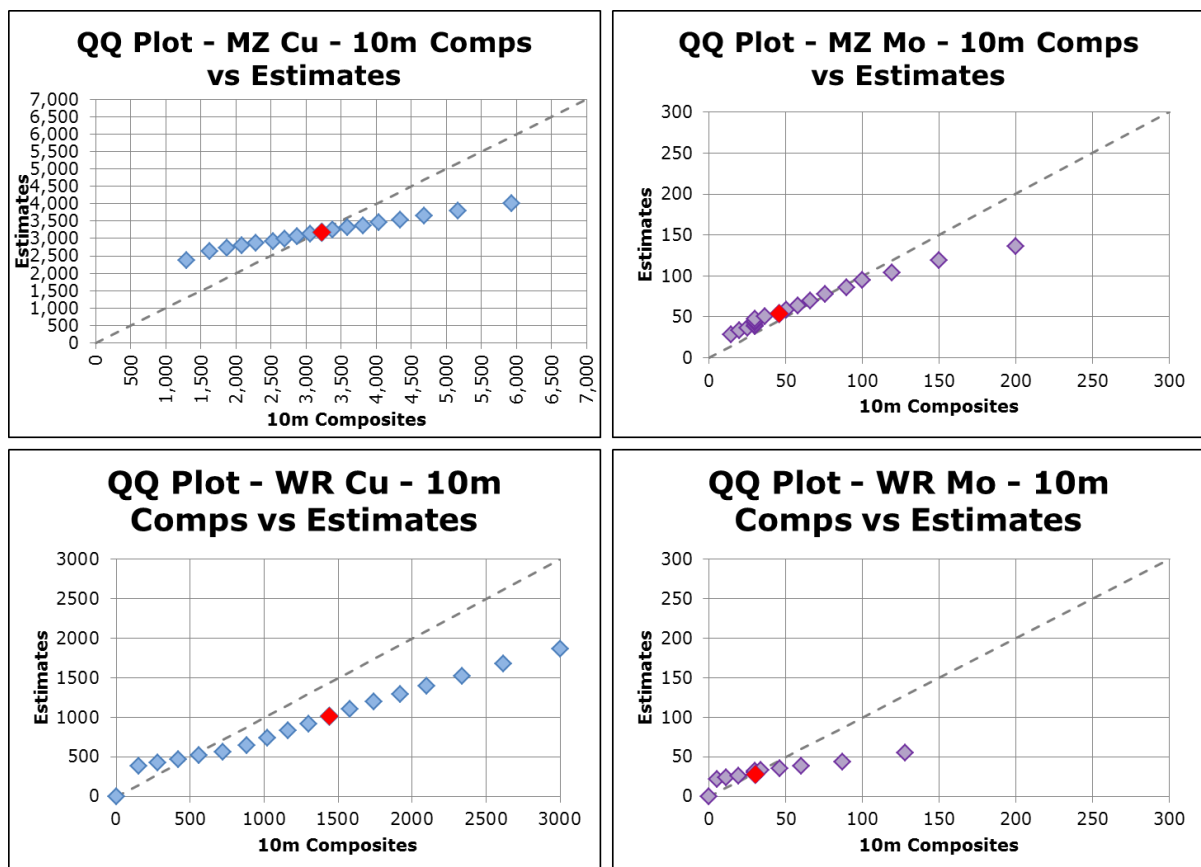 QQ Plot - MZ Cu - 10m Comps
vs Estimates
7,000
6,500
6,000
5,500
5,000
4,500
4,000
3,500
3,000
2,500
2,000
1,500
1,000
500
0
Estimates
0
500
1,000
1,500
2,000
2,500
3,000
3,500
4,000
4,500
5,000
5,500
6,000
6,500
7,000
10m Composites
QQ Plot - MZ Mo - 10m Comps
vs Estimates
300
250
200
150
100
50
0
Estimates
0 50 100 150 200 250 300
10m Composites
QQ Plot - WR Cu - 10m
Comps vs Estimates
3000
2500
2000
1500
1000
500
0
Estimates
0 500 1000 1500 2000 2500 3000
10m Composites
QQ Plot - WR Mo - 10m
Comps vs Estimates
300
250
200
150
100
50
0
Estimates
0 50 100 150 200 250 300
10m Composites